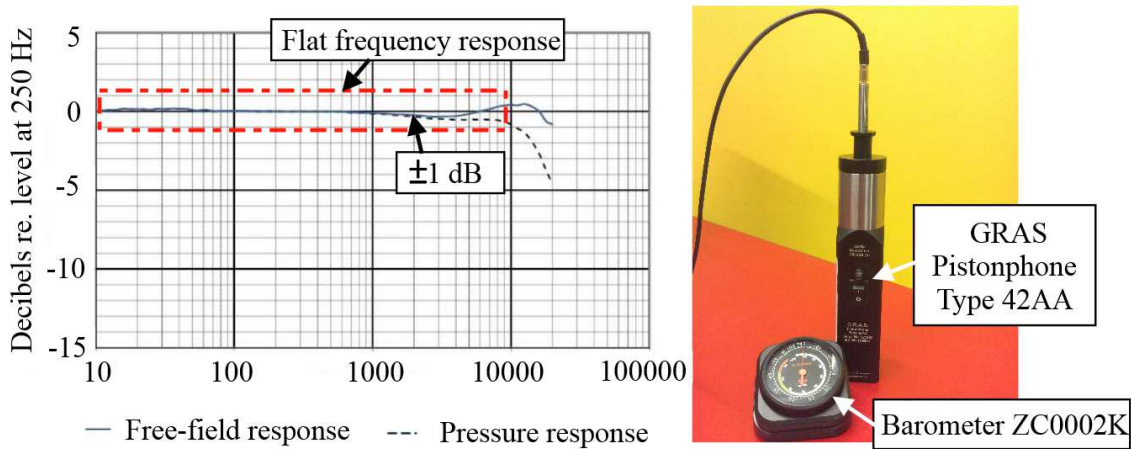 Flat frequency response
5
0
-5
-10
-15
Decibels re. level at 250 Hz
±1 dB
10 100 1000 10000 100000
Free-field response Pressure response
GRAS
Pistonphone
Type 42AA
Barometer ZC0002K